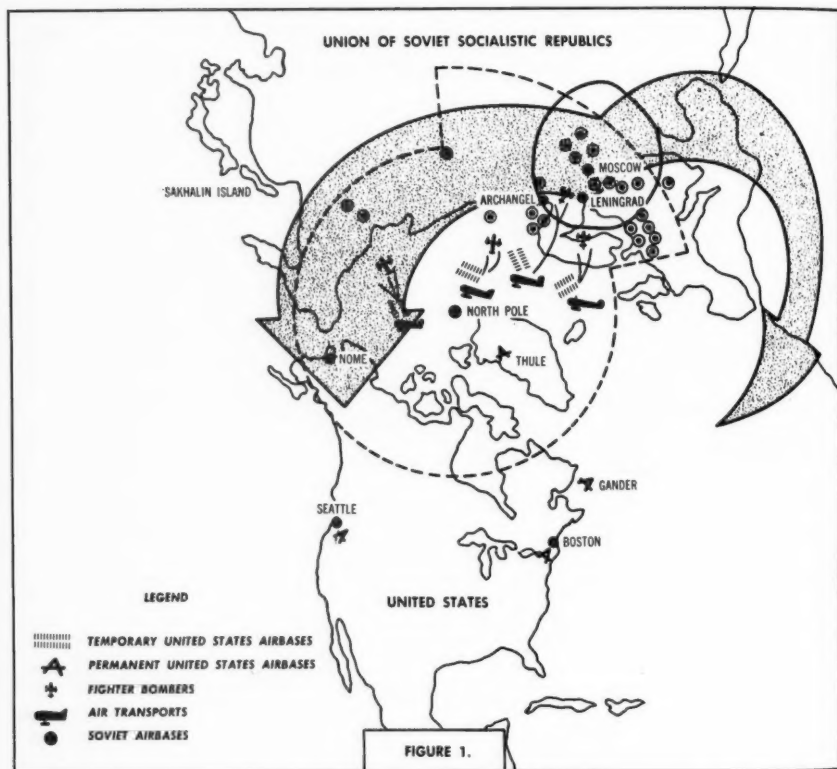 UNION OF SOVIET SOCIALISTIC REPUBLICS
SAKHALIN ISLAND
MOSCOW
ARCHANGEL
LENINGRAD
NORTH POLE
NOME
THULE
GANDER
SEATTLE
BOSTON
UNITED STATES
LEGEND
TEMPORARY UNITED STATES AIRBASES
PERMANENT UNITED STATES AIRBASES
FIGHTER BOMBERS
AIR TRANSPORTS
SOVIET AIRBASES
FIGURE 1.